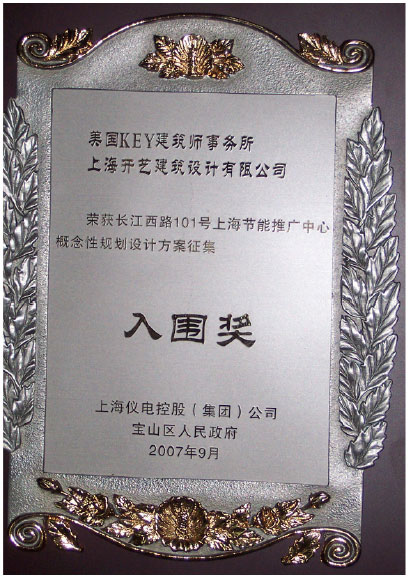 美国KEY建筑师事务所
上海开艺建筑设计有限公司
荣获长江西路101号上海节能推广中心
概念性规划设计方案征集
入围奖
上海仪电控股（集团）公司
宝山区人民政府
2007年9月